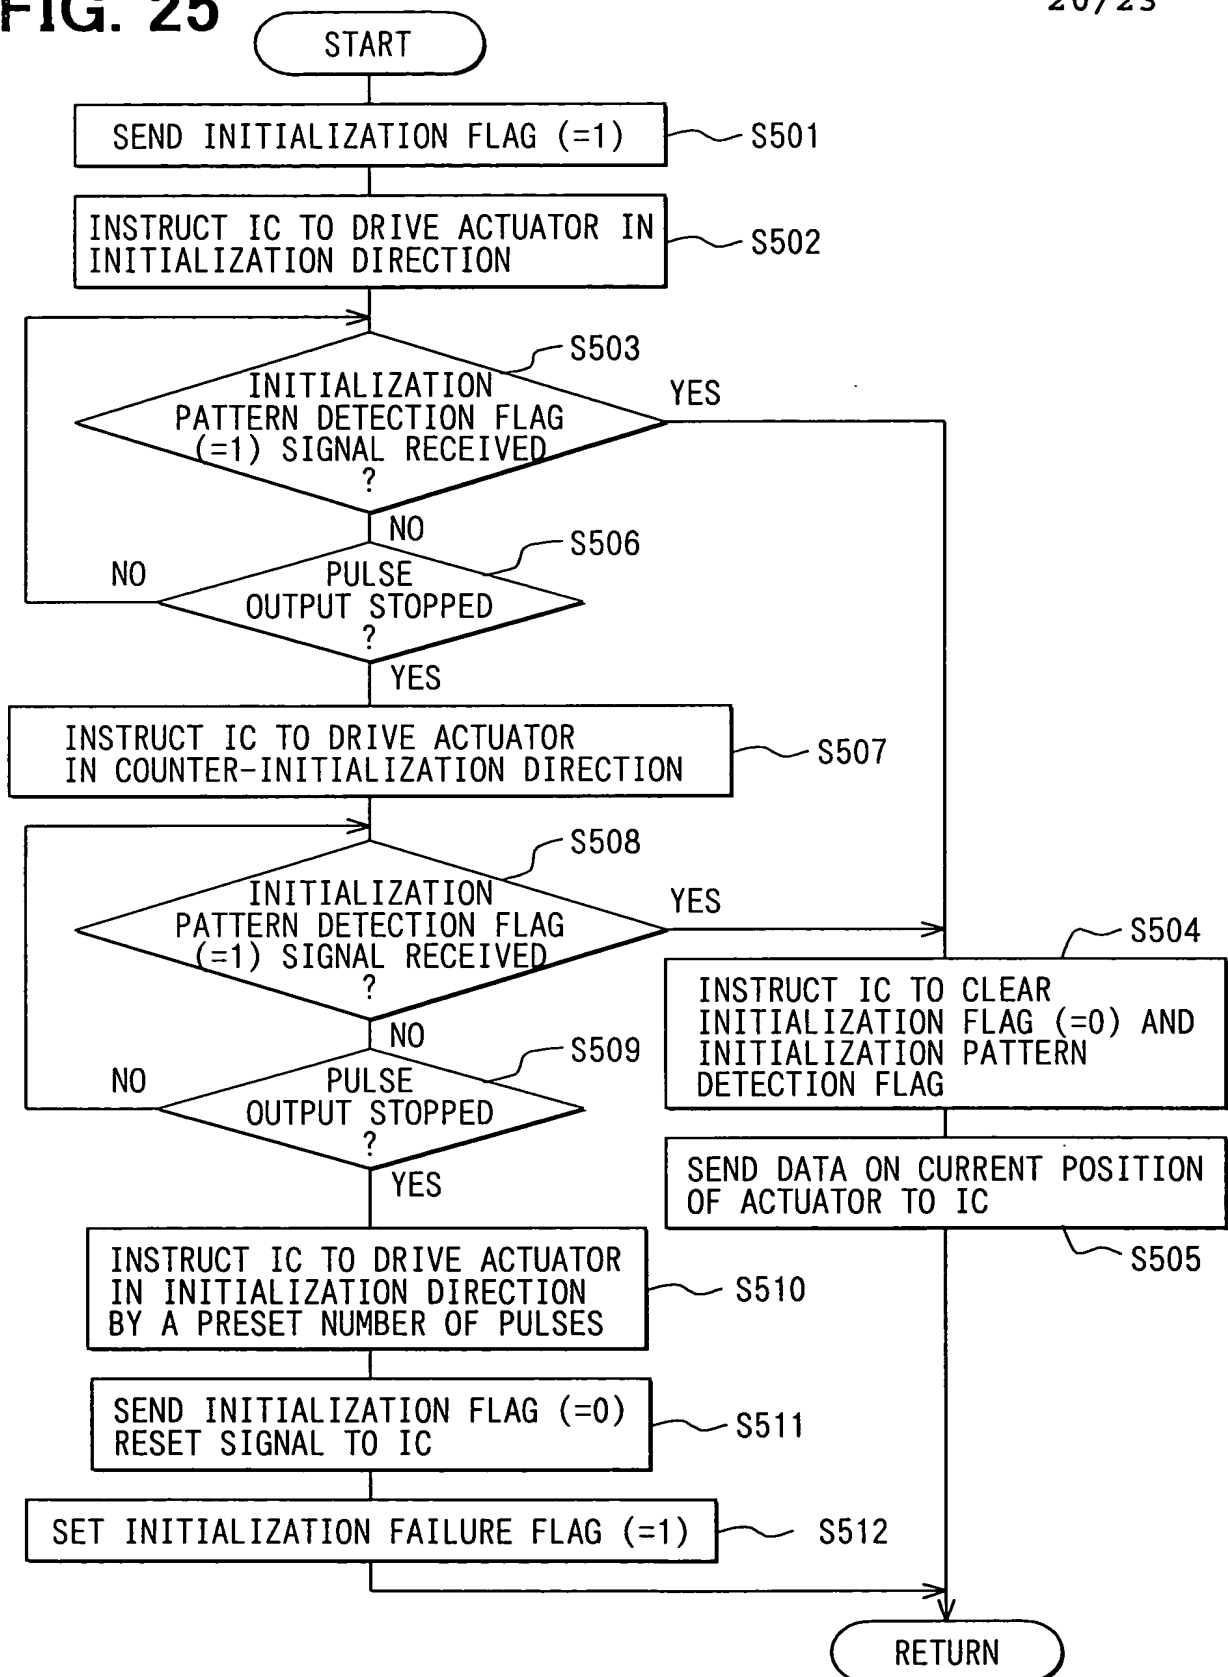 FIG. 25
20/23
START
SEND INITIALIZATION FLAG (=1)
S501
INSTRUCT IC TO DRIVE ACTUATOR IN
INITIALIZATION DIRECTION
S502
S503
INITIALIZATION
PATTERN DETECTION FLAG
(=1) SIGNAL RECEIVED
?
YES
NO
S506
PULSE
OUTPUT STOPPED
?
NO
YES
INSTRUCT IC TO DRIVE ACTUATOR
IN COUNTER-INITIALIZATION DIRECTION
S507
S508
INITIALIZATION
PATTERN DETECTION FLAG
(=1) SIGNAL RECEIVED
?
YES
NO
S509
PULSE
OUTPUT STOPPED
?
NO
YES
S504
INSTRUCT IC TO CLEAR
INITIALIZATION FLAG (=0) AND
INITIALIZATION PATTERN
DETECTION FLAG
SEND DATA ON CURRENT POSITION
OF ACTUATOR TO IC
S505
INSTRUCT IC TO DRIVE ACTUATOR
IN INITIALIZATION DIRECTION
BY A PRESET NUMBER OF PULSES
S510
SEND INITIALIZATION FLAG (=0)
RESET SIGNAL TO IC
S511
SET INITIALIZATION FAILURE FLAG (=1)
S512
RETURN